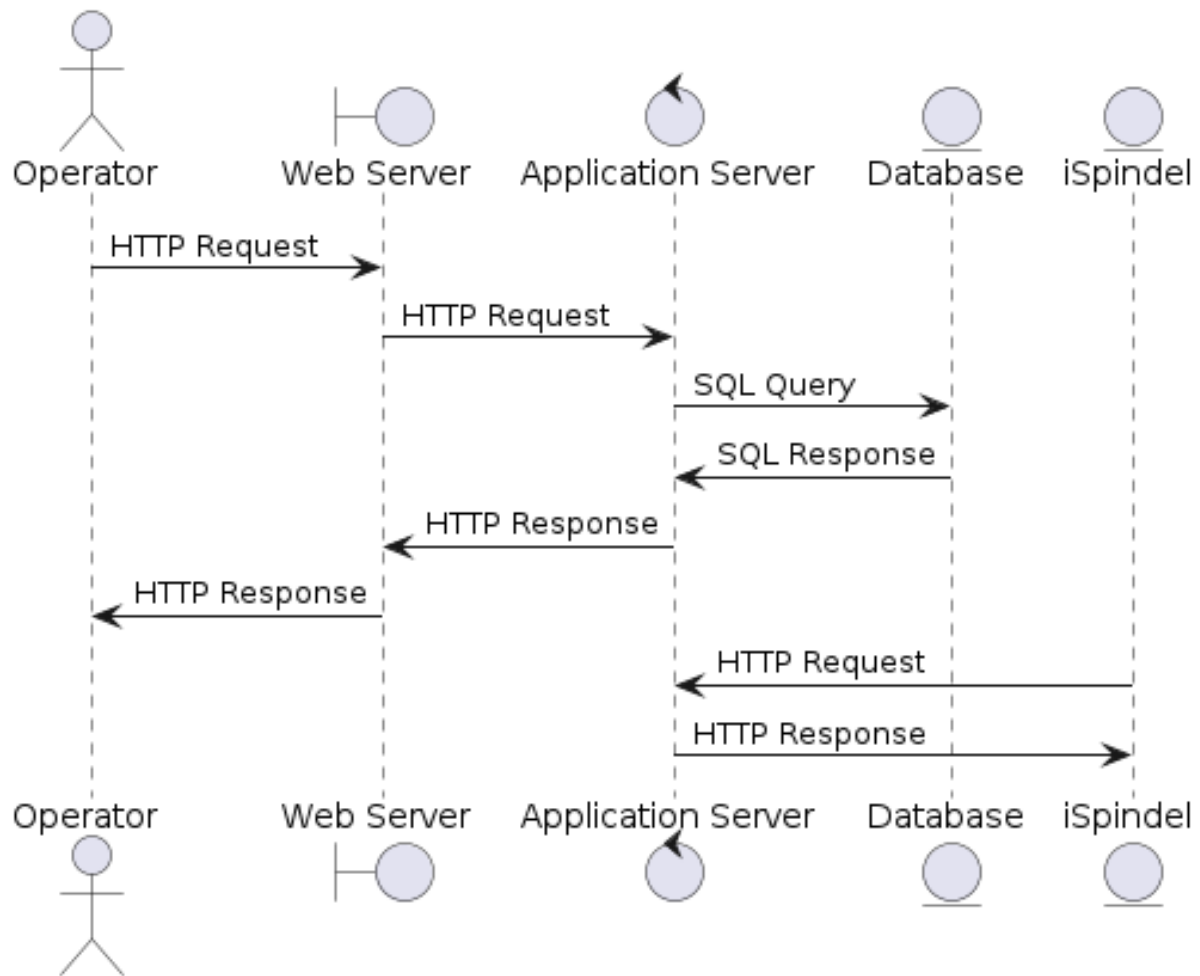 Operator
Web Server
Application Server
Database
iSpindel
HTTP Request
HTTP Request
SQL Query
SQL Response
HTTP Response
HTTP Response
HTTP Request
HTTP Response
Operator
Web Server
Application Server
Database
iSpindel